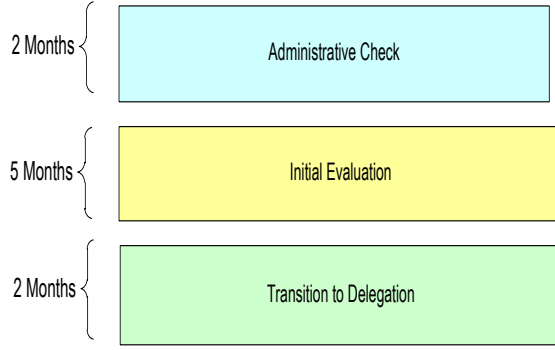 2 Months
Administrative Check
5 Months
Initial Evaluation
2 Months
Transition to Delegation